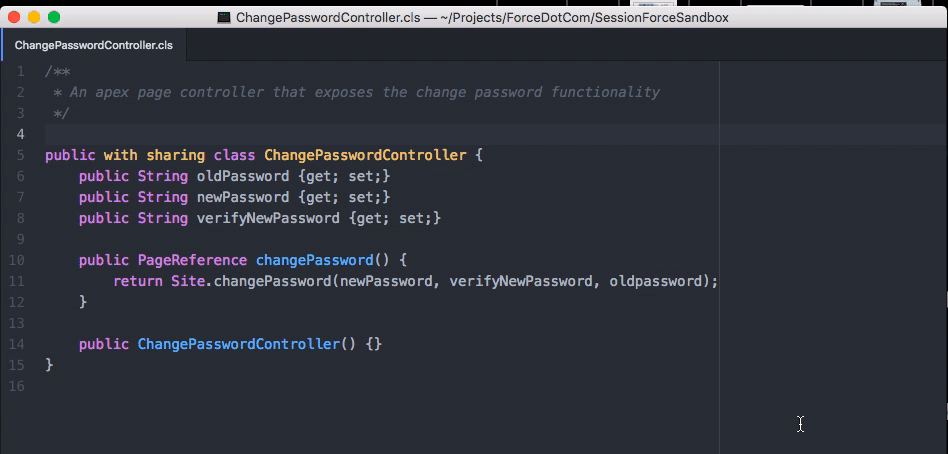 ChangePasswordController.cls — ~/Projects/ForceDotCom/SessionForceSandbox
ChangePasswordController.cls
1 /**
2  * An apex page controller that exposes the change password functionality
3  */
4
5 public with sharing class ChangePasswordController {
6     public String oldPassword {get; set;}
7     public String newPassword {get; set;}
8     public String verifyNewPassword {get; set;}
9
10     public PageReference changePassword() {
11         return Site.changePassword(newPassword, verifyNewPassword, oldpassword);
12     }
13
14     public ChangePasswordController() {}
15 }
16